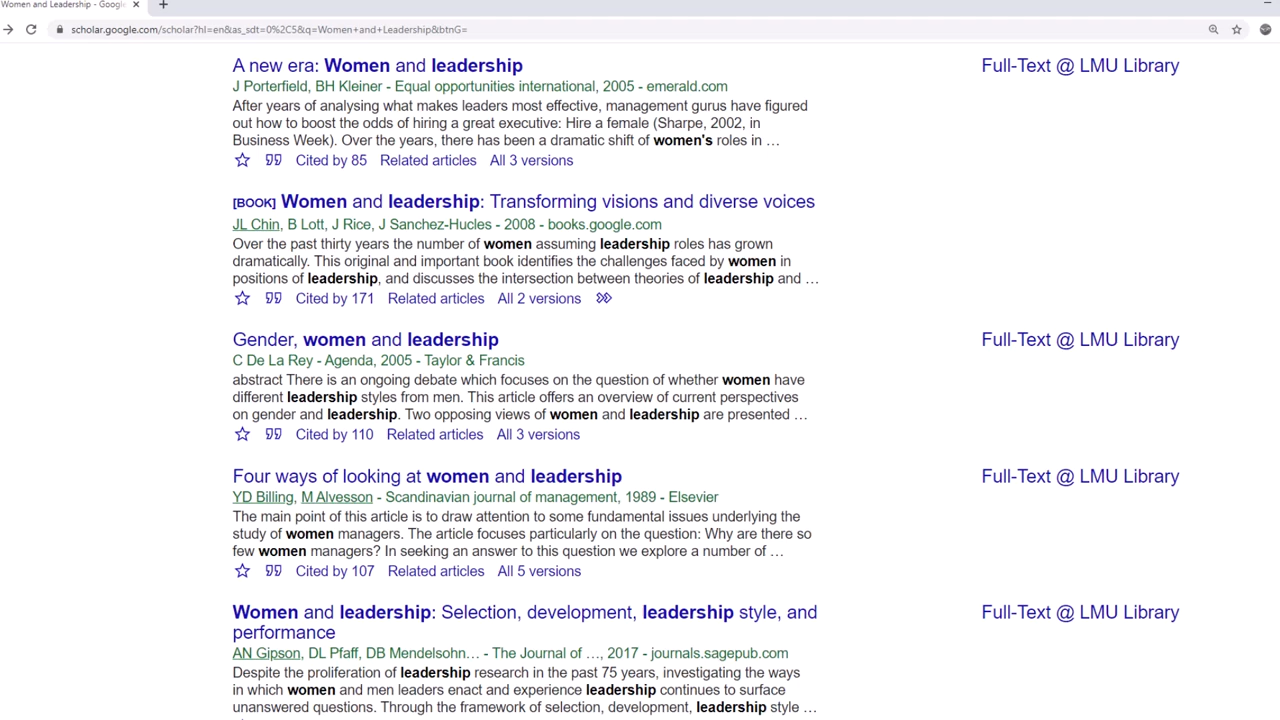 Women and Leadership - Google
scholar.google.com/scholar?hl=en&as_sdt=0%2C5&q=Women+and+Leadership&btnG=
A new era: Women and leadership
Full-Text @ LMU Library
J Porterfield, BH Kleiner - Equal opportunities international, 2005 - emerald.com
After years of analysing what makes leaders most effective, management gurus have figured
out how to boost the odds of hiring a great executive: Hire a female (Sharpe, 2002, in
Business Week). Over the years, there has been a dramatic shift of women's roles in …
Cited by 85 Related articles All 3 versions
[BOOK] Women and leadership: Transforming visions and diverse voices
JL Chin, B Lott, J Rice, J Sanchez-Hucles - 2008 - books.google.com
Over the past thirty years the number of women assuming leadership roles has grown
dramatically. This original and important book identifies the challenges faced by women in
positions of leadership, and discusses the intersection between theories of leadership and …
Cited by 171 Related articles All 2 versions
Gender, women and leadership
Full-Text @ LMU Library
C De La Rey - Agenda, 2005 - Taylor & Francis
abstract There is an ongoing debate which focuses on the question of whether women have
different leadership styles from men. This article offers an overview of current perspectives
on gender and leadership. Two opposing views of women and leadership are presented …
Cited by 110 Related articles All 3 versions
Four ways of looking at women and leadership
Full-Text @ LMU Library
YD Billing, M Alvesson - Scandinavian journal of management, 1989 - Elsevier
The main point of this article is to draw attention to some fundamental issues underlying the
study of women managers. The article focuses particularly on the question: Why are there so
few women managers? In seeking an answer to this question we explore a number of …
Cited by 107 Related articles All 5 versions
Women and leadership: Selection, development, leadership style, and
performance
Full-Text @ LMU Library
AN Gipson, DL Pfaff, DB Mendelsohn… - The Journal of …, 2017 - journals.sagepub.com
Despite the proliferation of leadership research in the past 75 years, investigating the ways
in which women and men leaders enact and experience leadership continues to surface
unanswered questions. Through the framework of selection, development, leadership style …